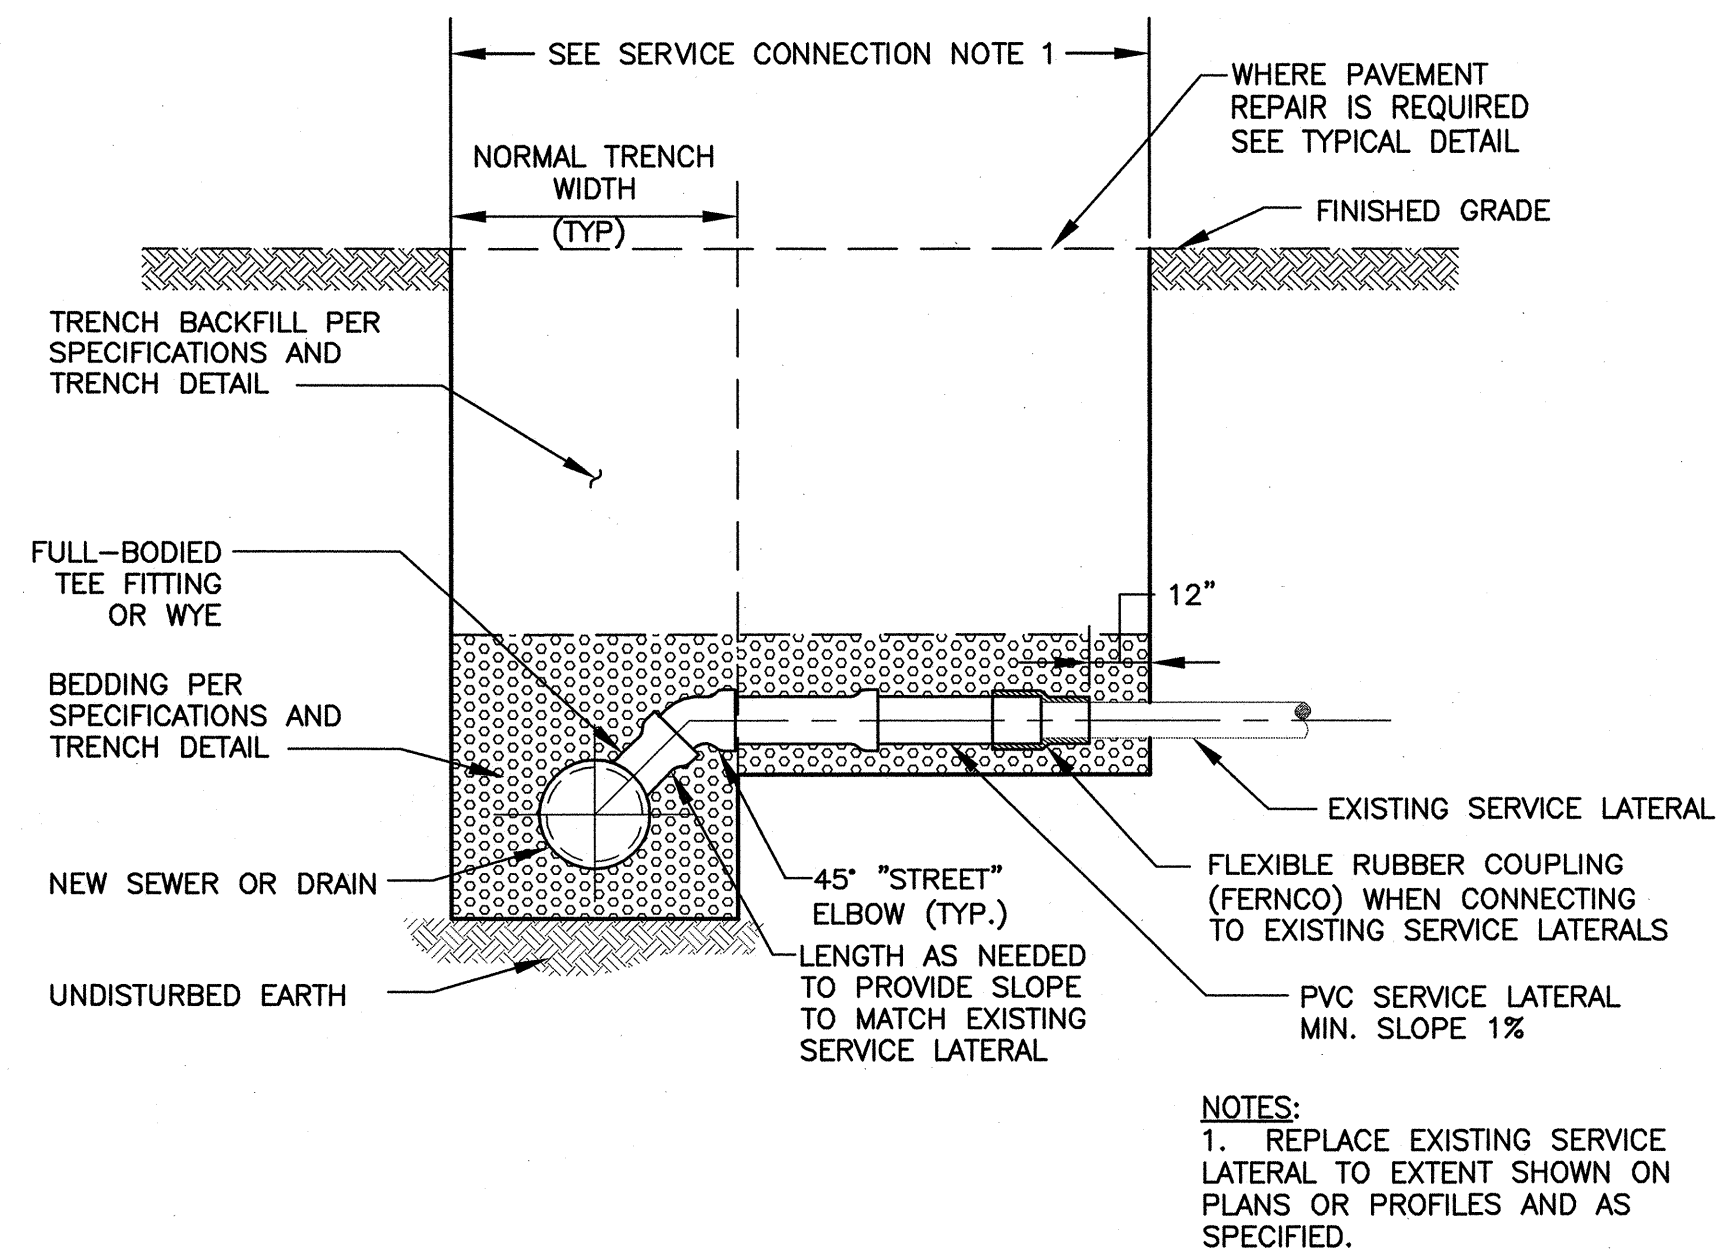 SEE SERVICE CONNECTION NOTE 1
WHERE PAVEMENT
REPAIR IS REQUIRED
SEE TYPICAL DETAIL
NORMAL TRENCH
WIDTH
(TYP)
FINISHED GRADE
TRENCH BACKFILL PER
SPECIFICATIONS AND
TRENCH DETAIL
FULL-BODIED
TEE FITTING
OR WYE
12"
BEDDING PER
SPECIFICATIONS AND
TRENCH DETAIL
EXISTING SERVICE LATERAL
NEW SEWER OR DRAIN
45° "STREET"
ELBOW (TYP.)
FLEXIBLE RUBBER COUPLING
(FERNCO) WHEN CONNECTING
TO EXISTING SERVICE LATERALS
LENGTH AS NEEDED
TO PROVIDE SLOPE
TO MATCH EXISTING
SERVICE LATERAL
UNDISTURBED EARTH
PVC SERVICE LATERAL
MIN. SLOPE 1%
NOTES:
1. REPLACE EXISTING SERVICE
LATERAL TO EXTENT SHOWN ON
PLANS OR PROFILES AND AS
SPECIFIED.